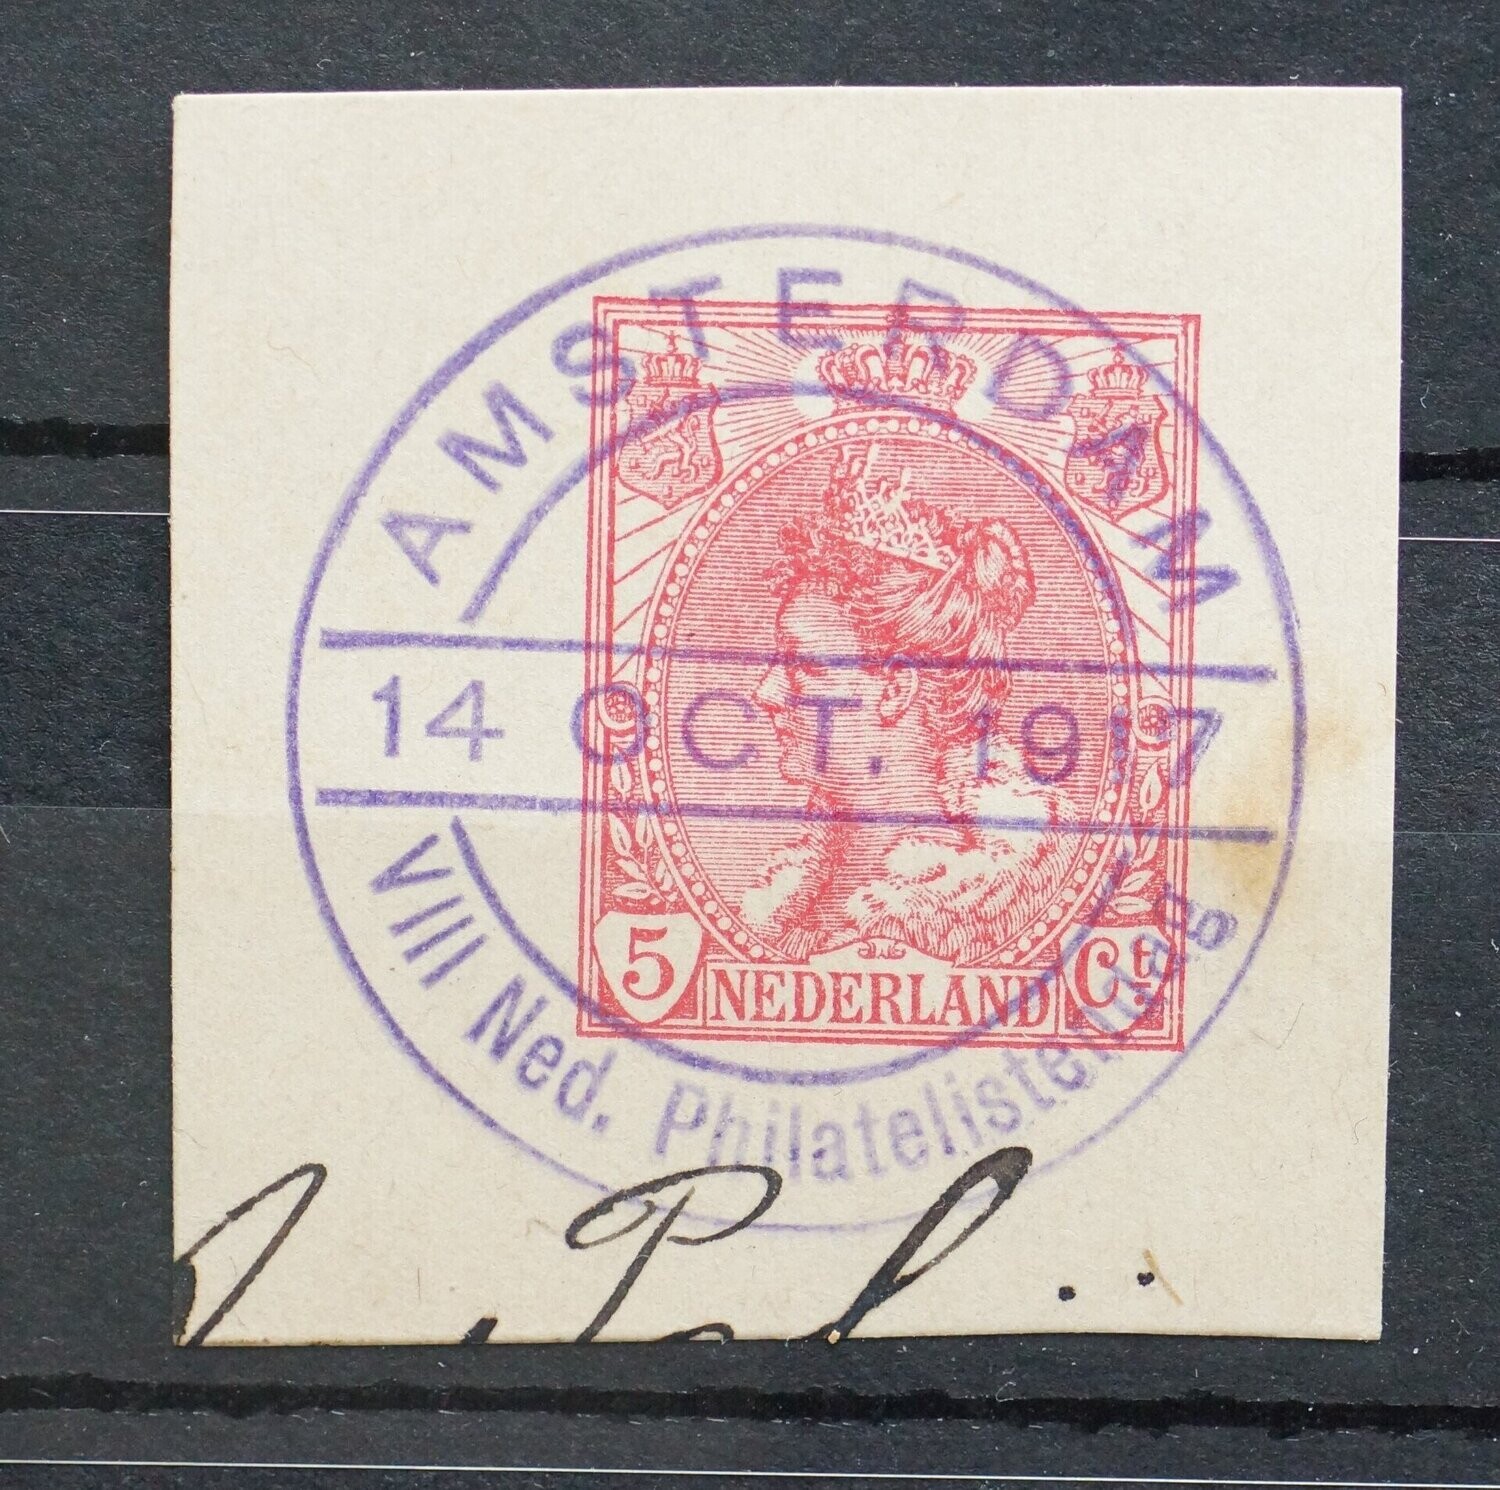 AMSTERDAM
14 OCT. 1917
VIII Ned. Philatelistendag
5
NEDERLAND
Ct.